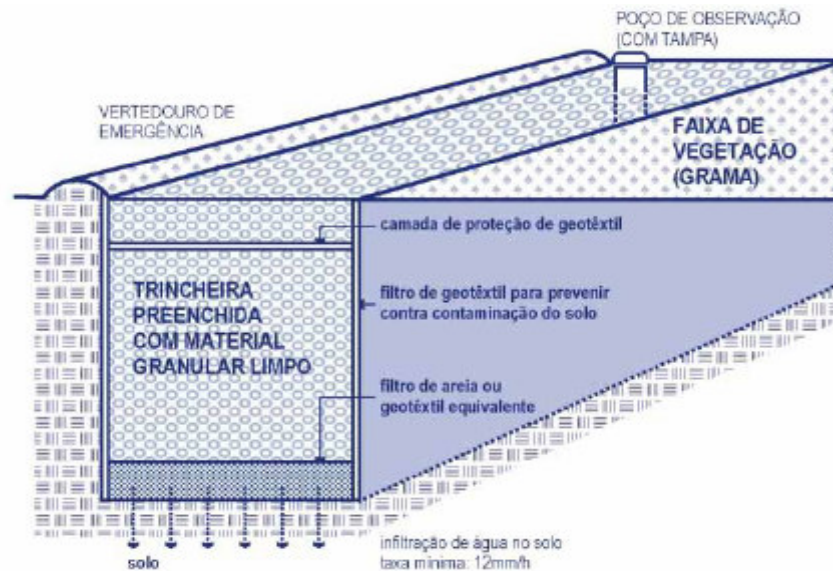 POÇO DE OBSERVAÇÃO
(COM TAMPA)
VERTEDOURO DE
EMERGÊNCIA
FAIXA DE
VEGETAÇÃO
(GRAMA)
camada de proteção de geotêxtil
TRINCHEIRA
PREENCHIDA
COM MATERIAL
GRANULAR LIMPO
filtro de geotêxtil para prevenir
contra contaminação do solo
filtro de areia ou
geotêxtil equivalente
solo
infiltração de água no solo
taxa mínima: 12mm/h